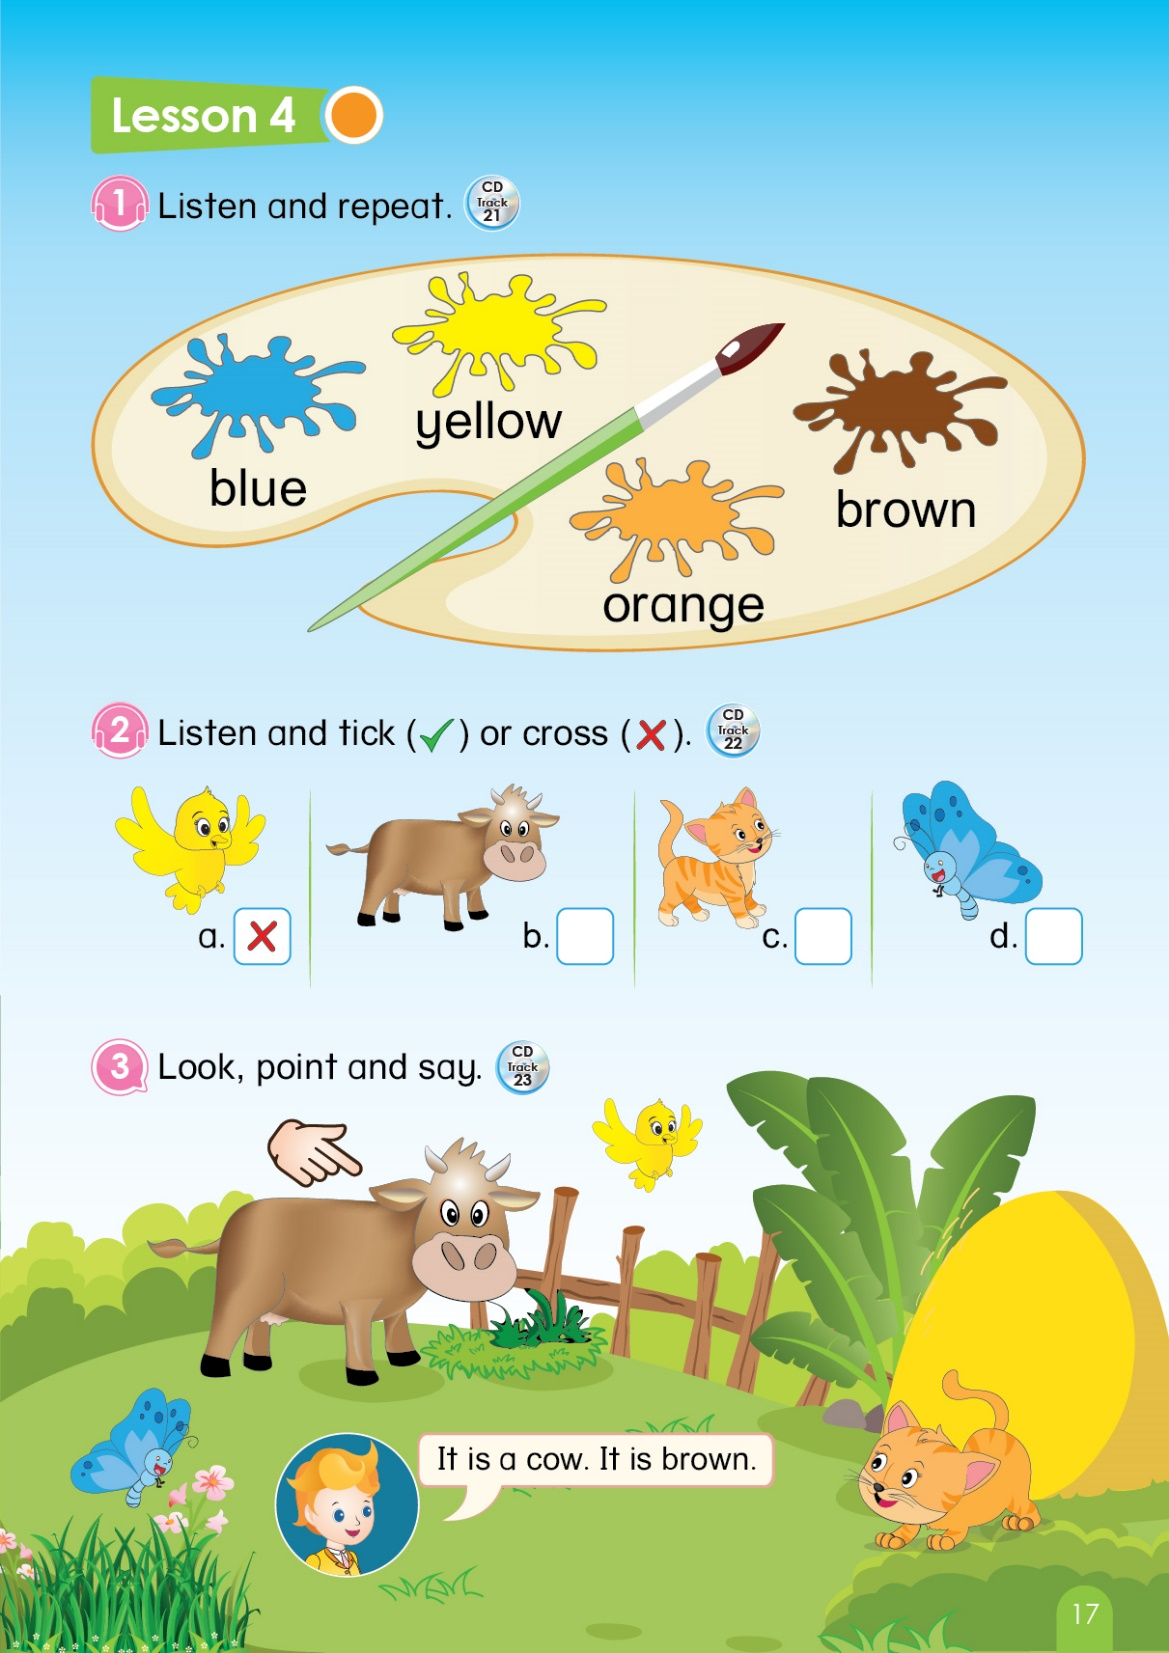 Lesson 4
1 Listen and repeat. CD Track 21
yellow
blue
brown
orange
2 Listen and tick (✓) or cross (✗). CD Track 22
a. ✗ b. c. d.
3 Look, point and say. CD Track 23
It is a cow. It is brown.
17